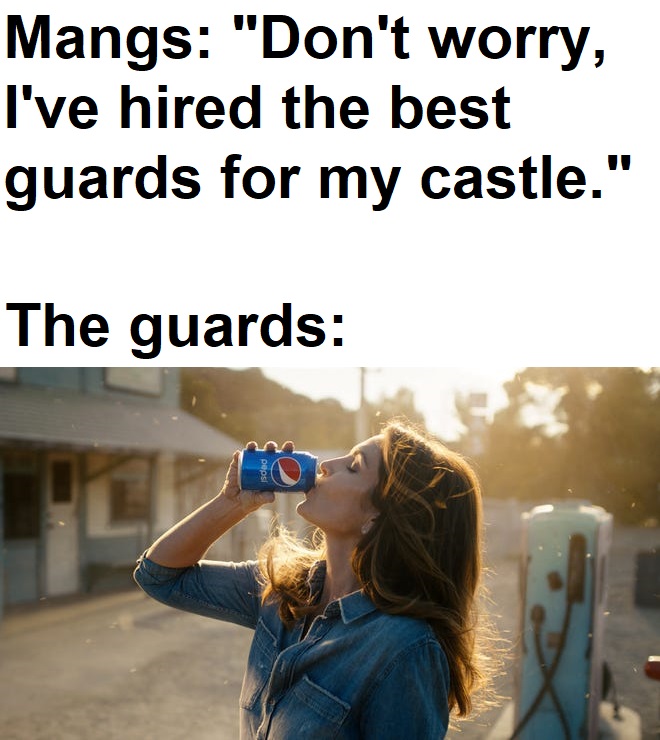 Mangs: "Don't worry,
I've hired the best
guards for my castle."
The guards:
pepsi